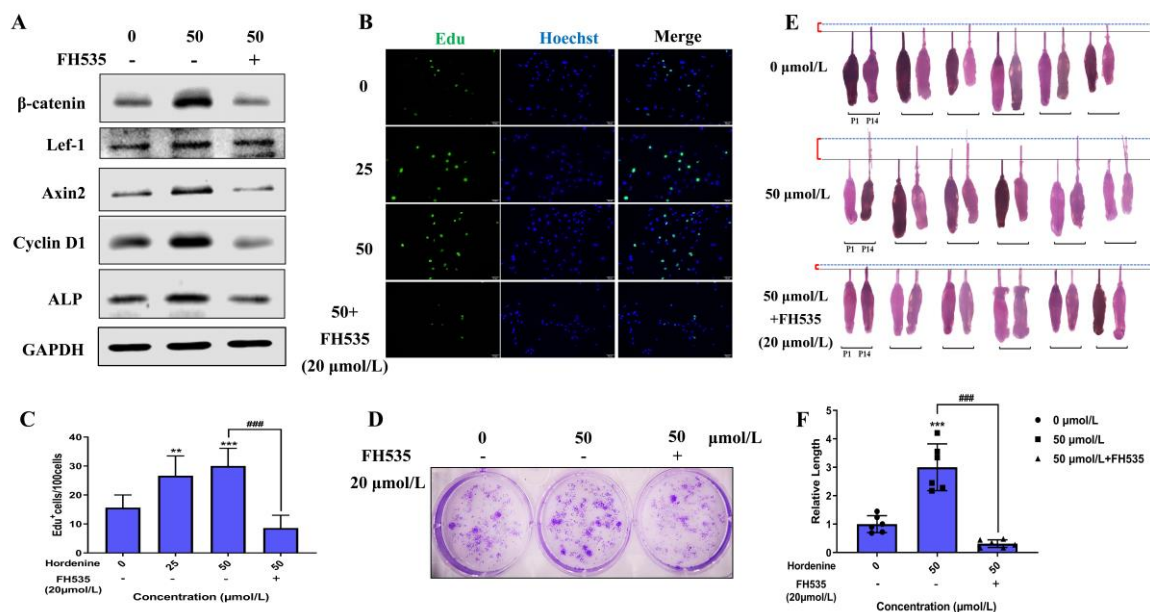 A
0 50 50
FH535 - - +
β-catenin
Lef-1
Axin2
Cyclin D1
ALP
GAPDH
B
Edu Hoechst Merge
0
25
50
50+
FH535
(20 μmol/L)
C
###
**
***
Edu+cells/100cells
40
30
20
10
0
Hordenine 0 25 50 50
FH535 - - - +
(20μmol/L)
Concentration (μmol/L)
D
0 50 50 μmol/L
FH535 - - +
20 μmol/L
E
0 μmol/L
P1 P14
50 μmol/L
P1 P14
50 μmol/L
+FH535
(20 μmol/L)
P1 P14
F
###
***
0 μmol/L
50 μmol/L
50 μmol/L+FH535
Relative Length
5
4
3
2
1
0
Hordenine 0 50 50
FH535 - - +
(20μmol/L)
Concentration (μmol/L)